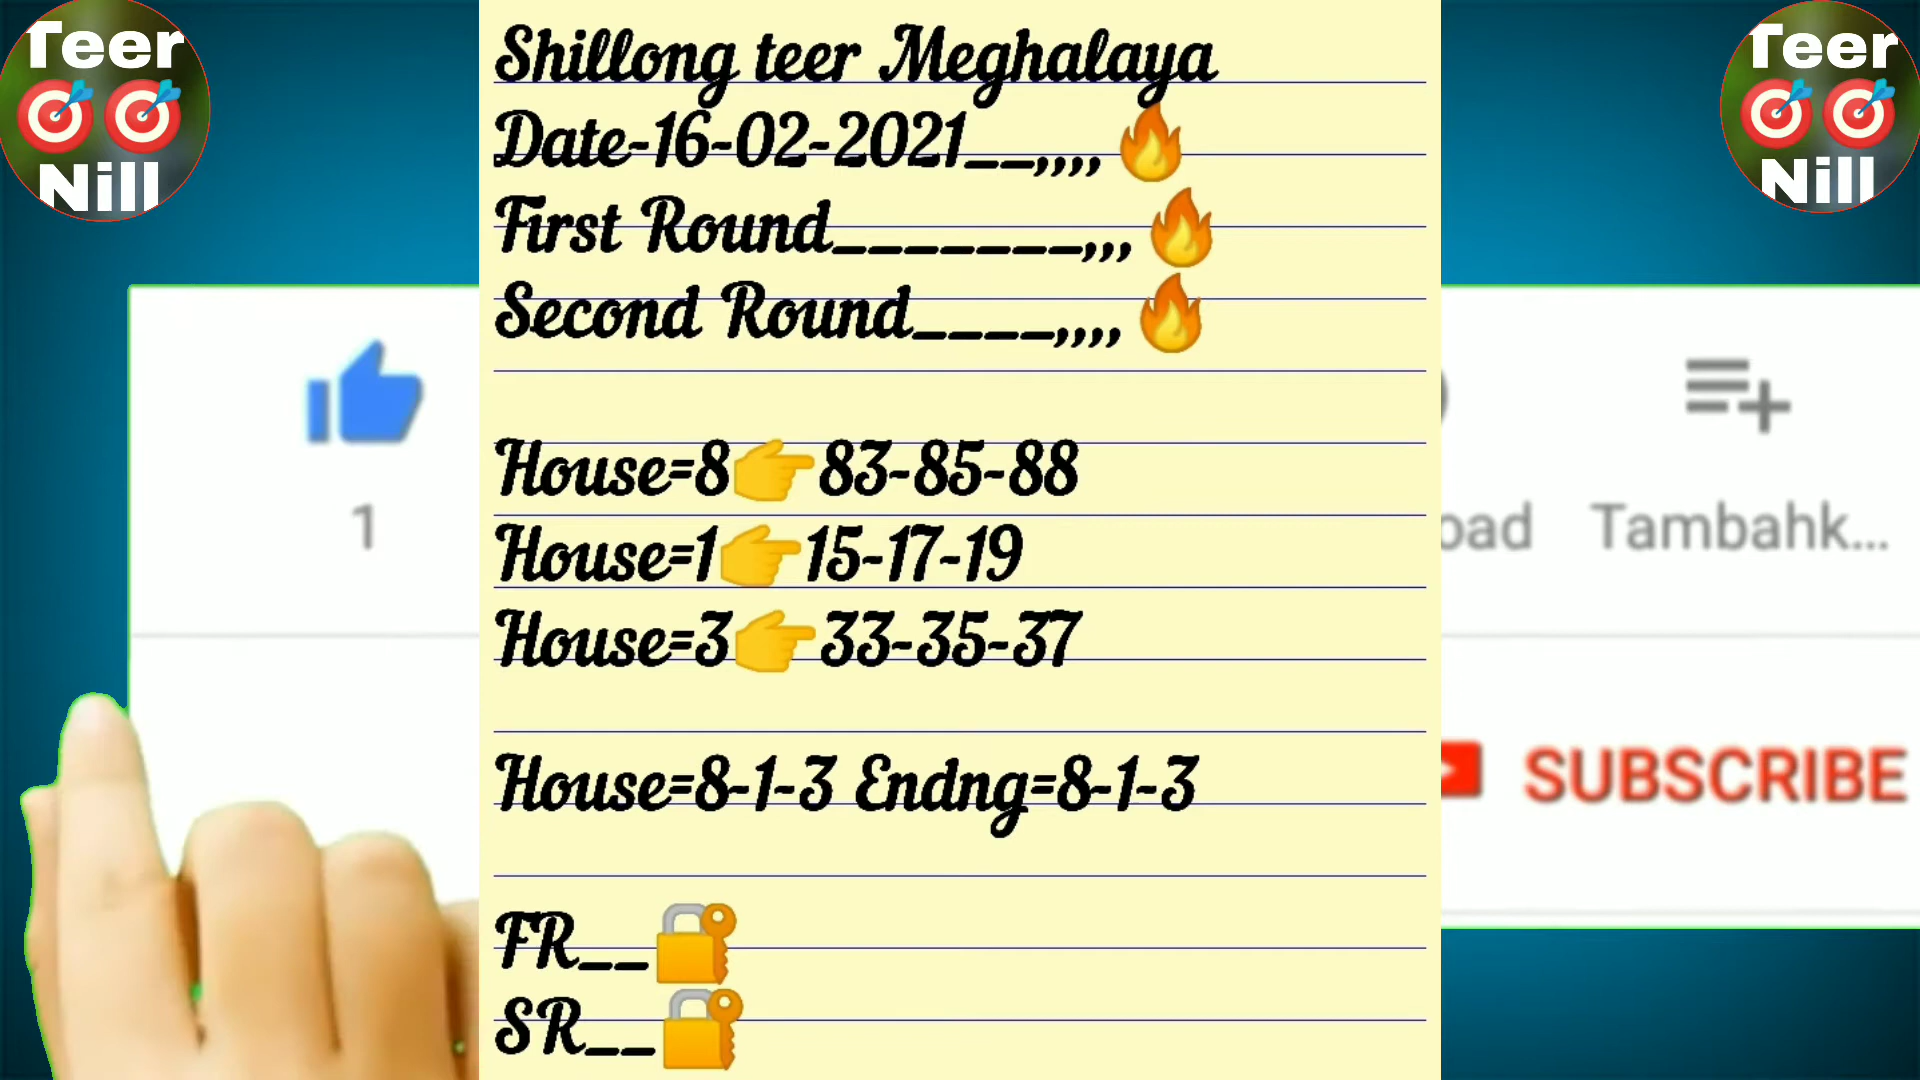 Teer
Nill
Shillong teer Meghalaya
Date-16-02-2021__,,,,🔥
First Round_______,,,🔥
Second Round____,,,,🔥
House=8👉83-85-88
House=1👉15-17-19
House=3👉33-35-37
House=8-1-3 Endng=8-1-3
FR__🔐
SR__🔐
1
Teer
Nill
oad
Tambahk...
SUBSCRIBE